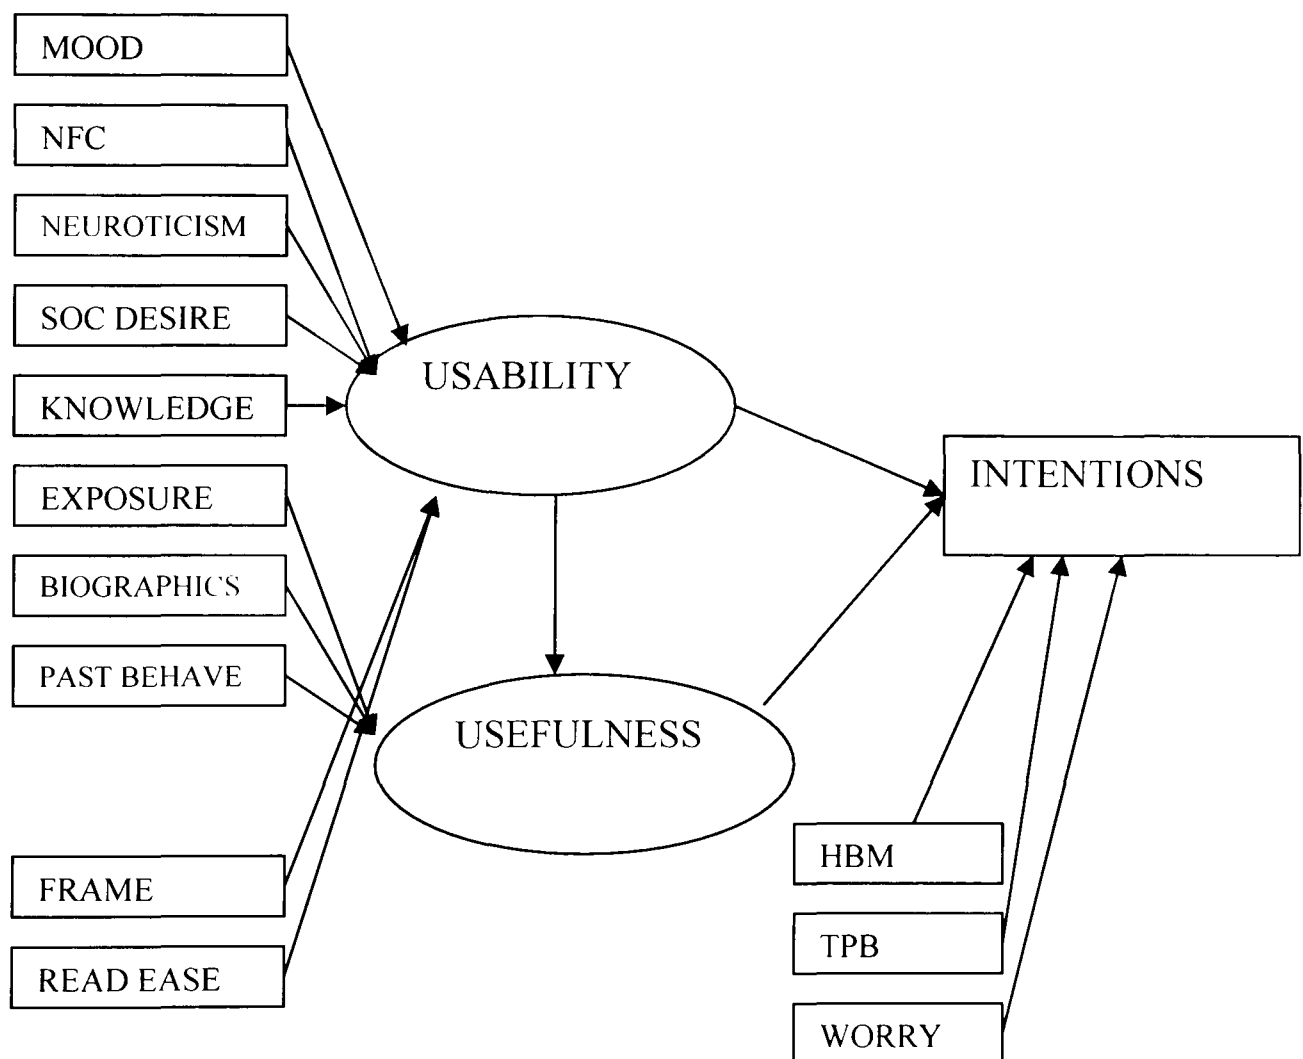 MOOD
NFC
NEUROTICISM
SOC DESIRE
KNOWLEDGE
EXPOSURE
BIOGRAPHICS
PAST BEHAVE
FRAME
READ EASE
USABILITY
USEFULNESS
INTENTIONS
HBM
TPB
WORRY